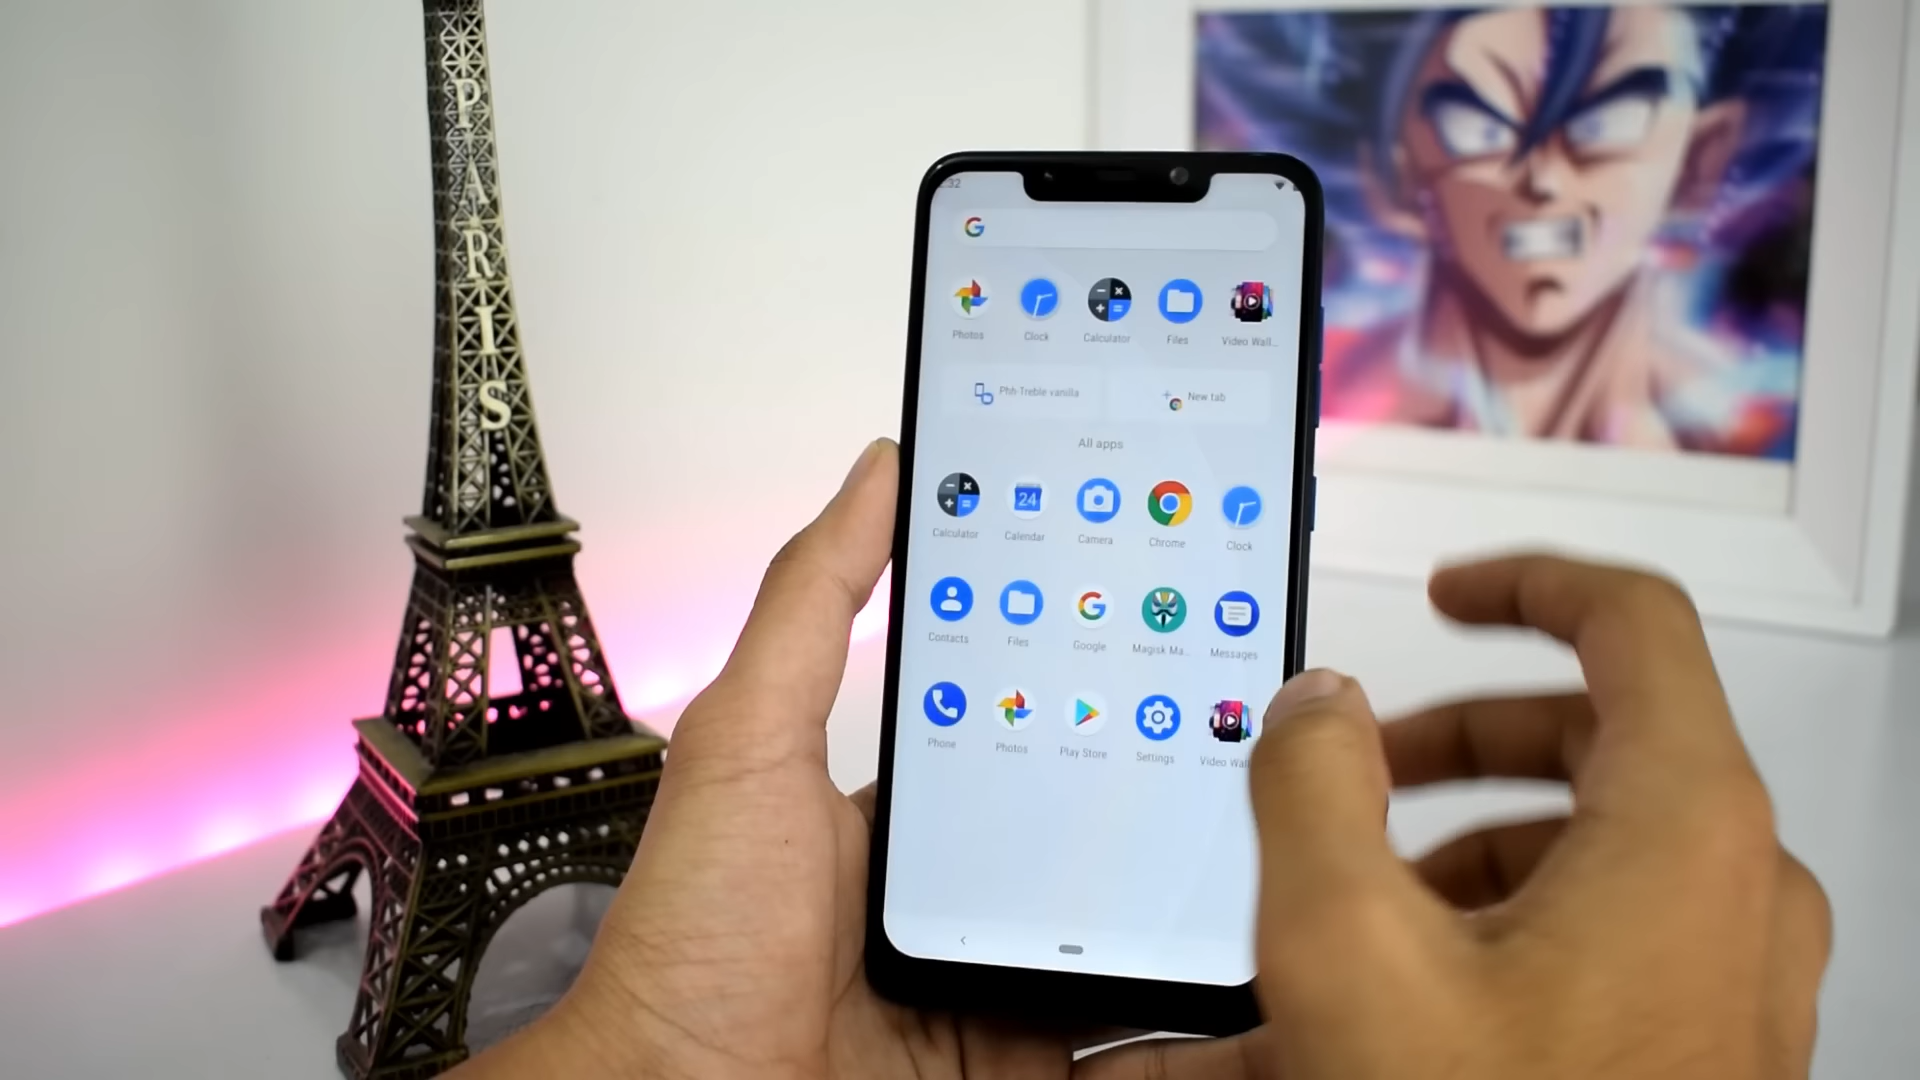 PARIS
:32
Photos Clock Calculator Files Video Wall...
Phh-Treble vanilla New tab
All apps
Calculator Calendar Camera Chrome Clock
24
Contacts Files Google Magisk Ma... Messages
Phone Photos Play Store Settings Video Wall